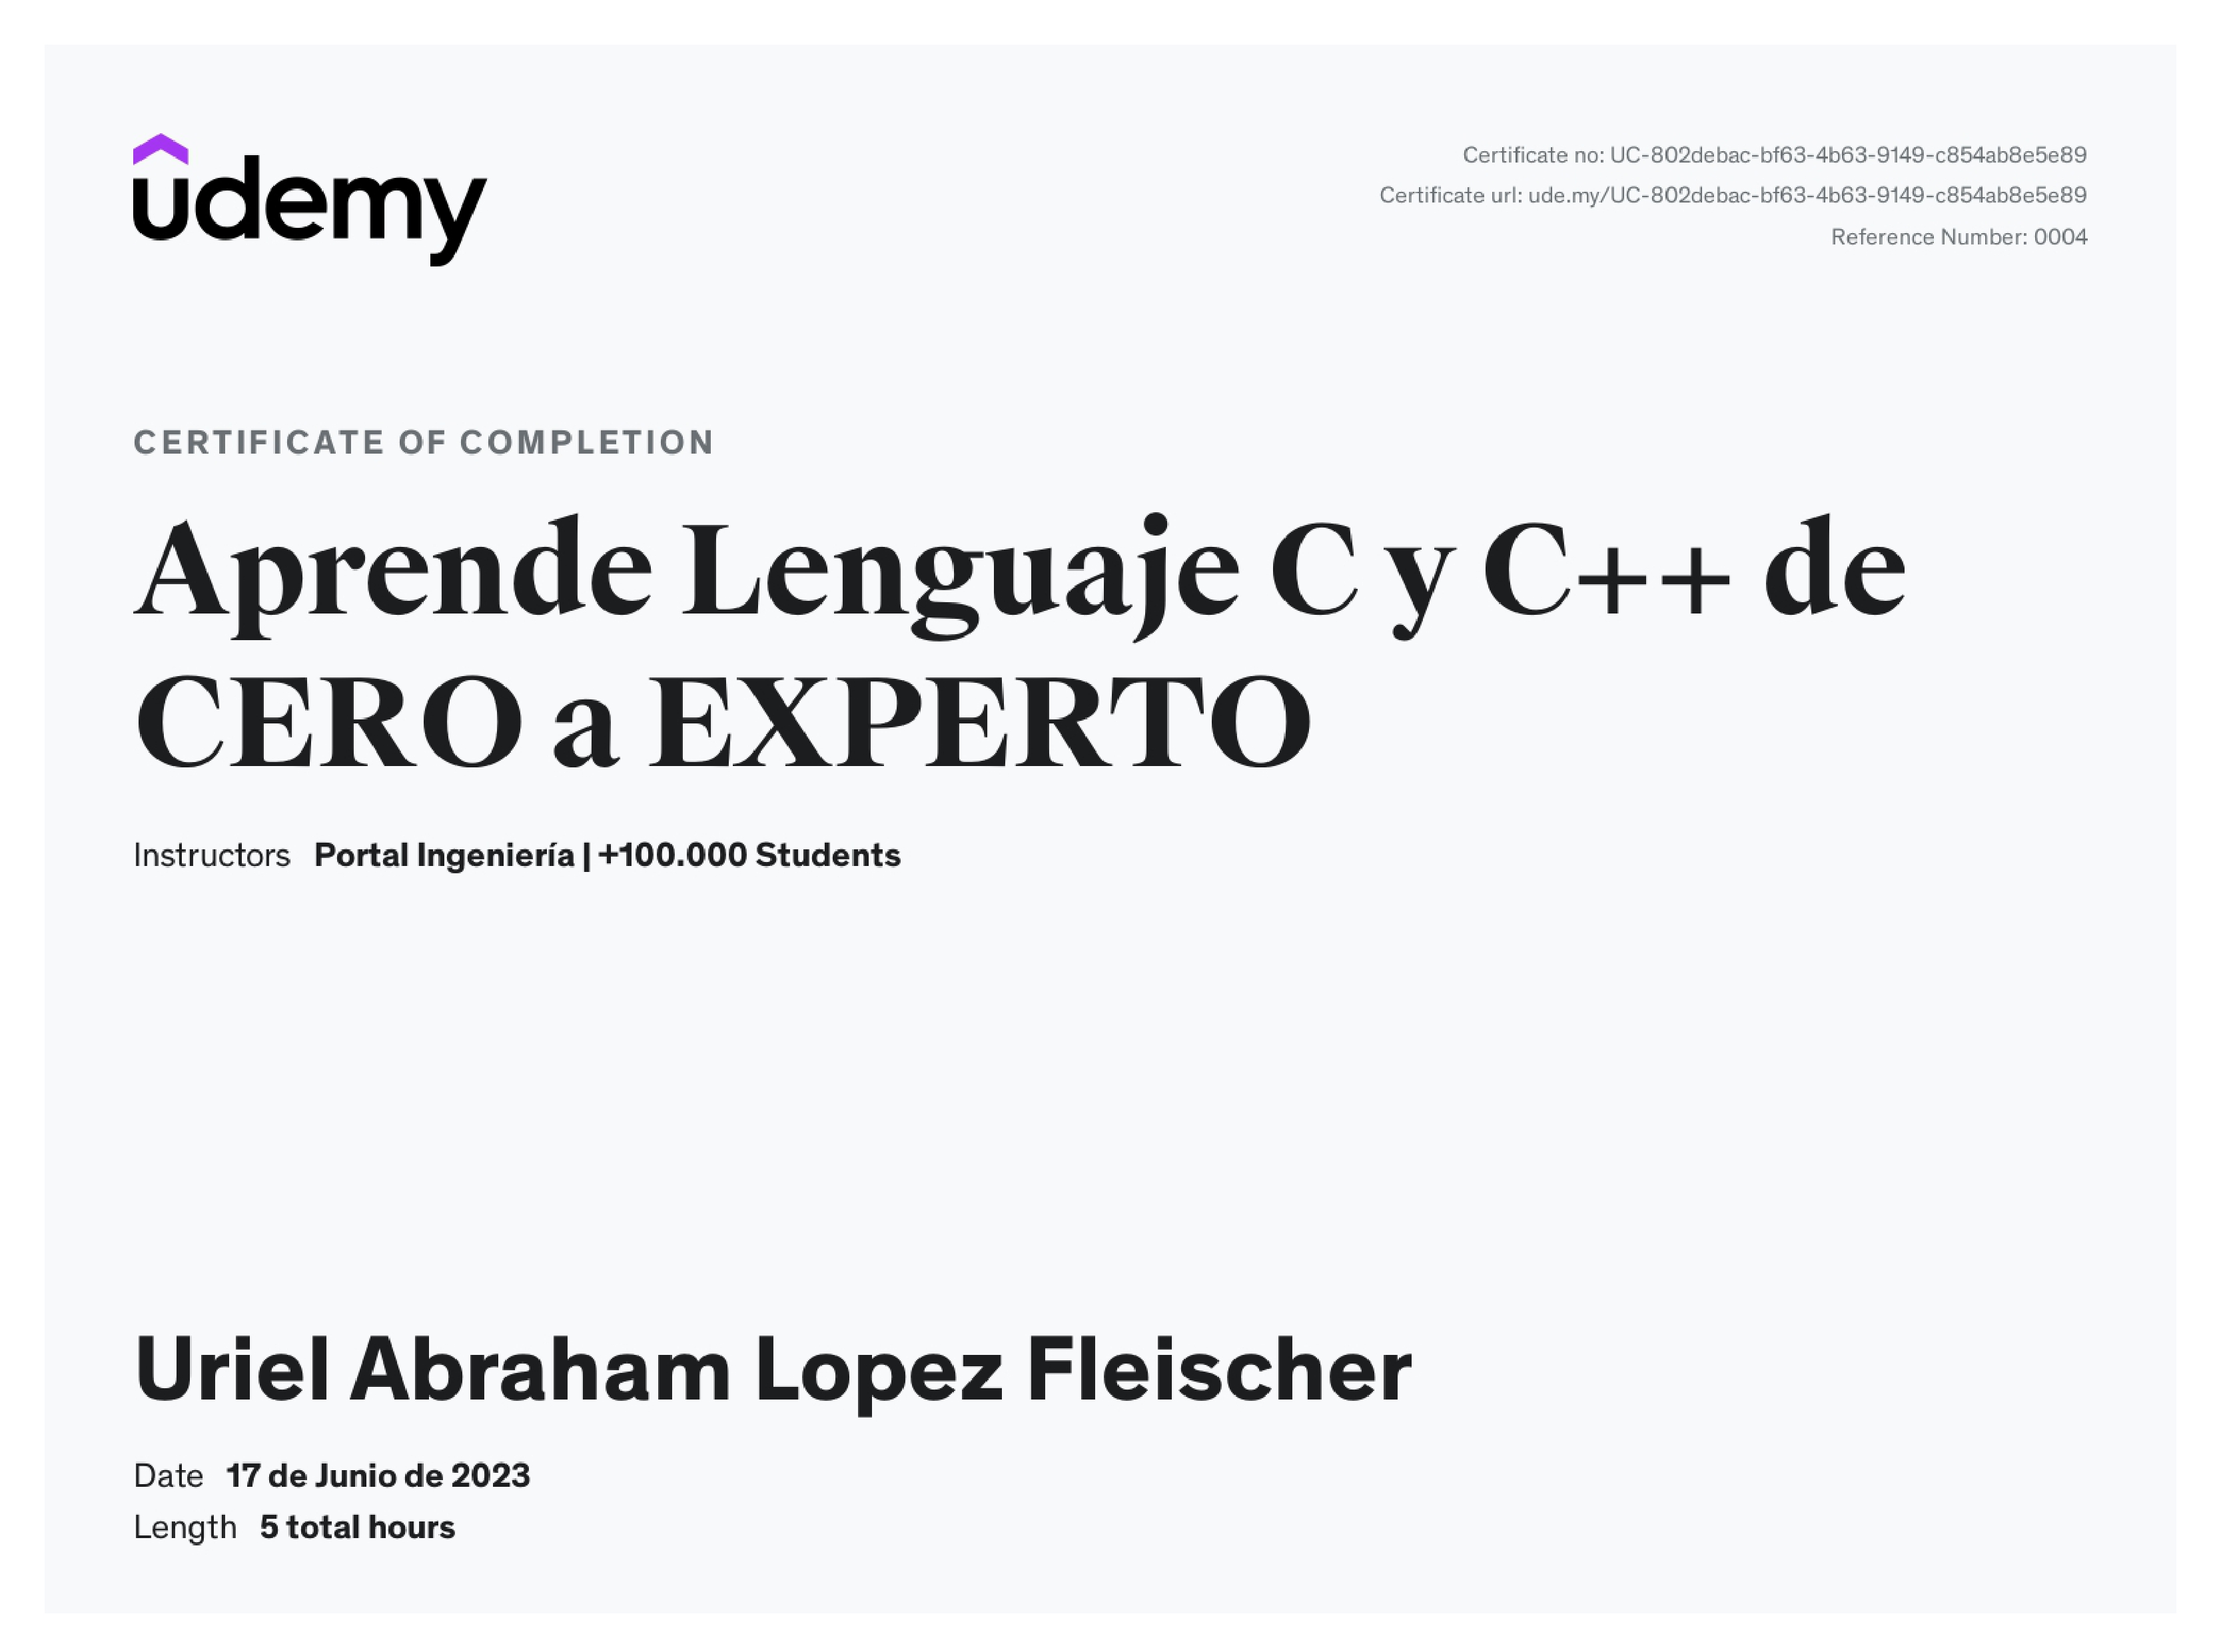 udemy
Certificate no: UC-802debac-bf63-4b63-9149-c854ab8e5e89
Certificate url: ude.my/UC-802debac-bf63-4b63-9149-c854ab8e5e89
Reference Number: 0004
CERTIFICATE OF COMPLETION
Aprende Lenguaje C y C++ de
CERO a EXPERTO
Instructors Portal Ingeniería | +100.000 Students
Uriel Abraham Lopez Fleischer
Date 17 de Junio de 2023
Length 5 total hours